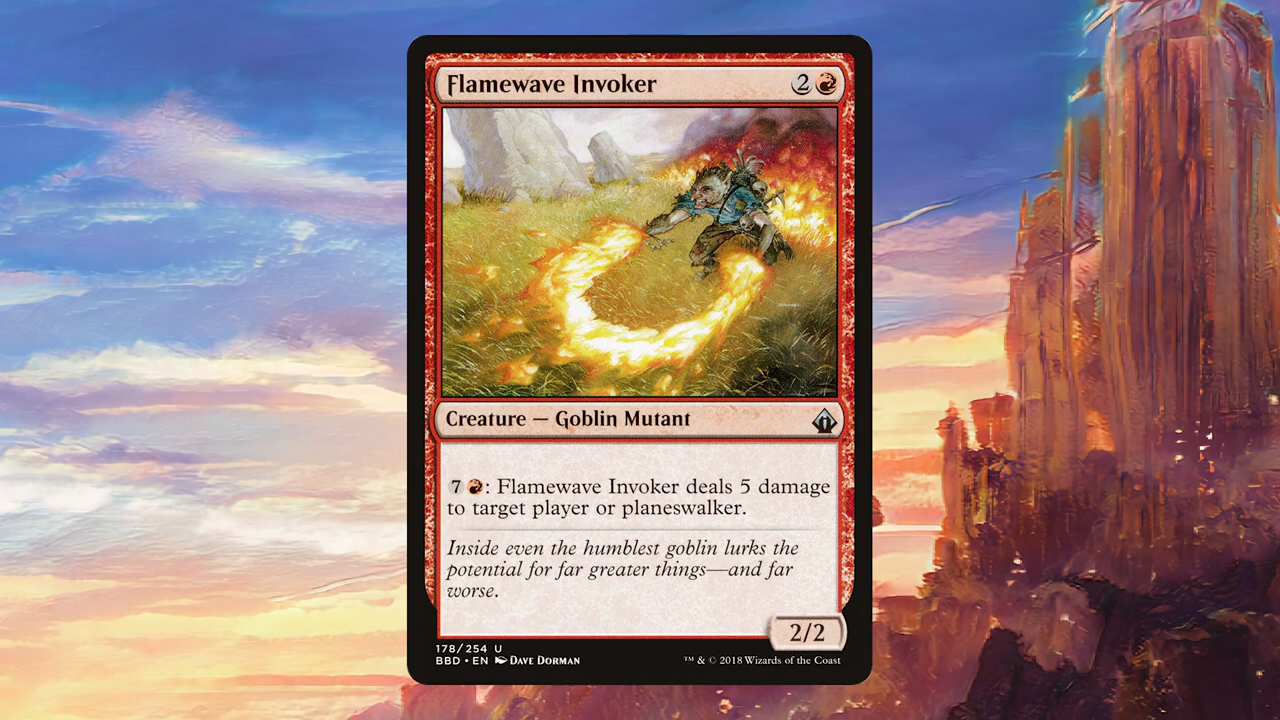 Flamewave Invoker 2
Creature — Goblin Mutant
7 : Flamewave Invoker deals 5 damage
to target player or planeswalker.
Inside even the humblest goblin lurks the
potential for far greater things—and far
worse.
2/2
178/254 U
BBD • EN Dave Dorman
™ & © 2018 Wizards of the Coast